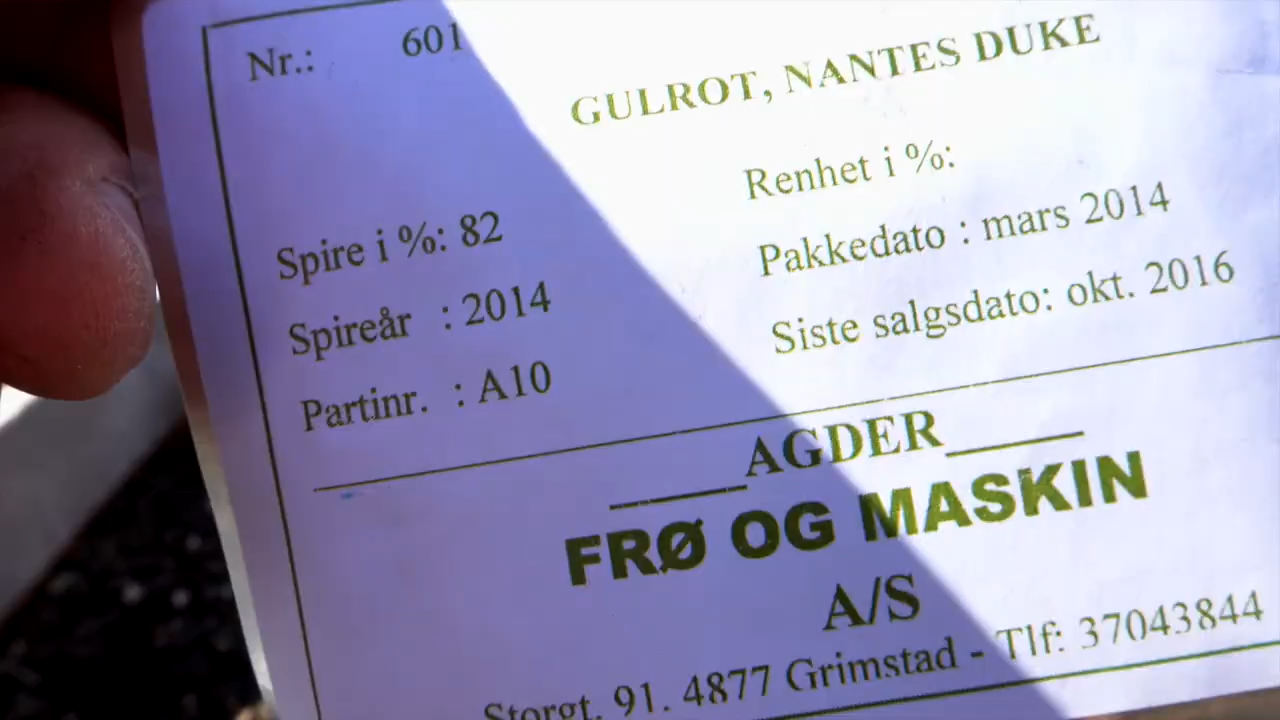 Nr.: 601
GULROT, NANTES DUKE
Renhet i %:
Spire i %: 82
Pakkedato : mars 2014
Spireår : 2014
Siste salgsdato: okt. 2016
Partinr. : A10
AGDER
FRØ OG MASKIN
A/S
Storgt. 91. 4877 Grimstad - Tlf: 37043844